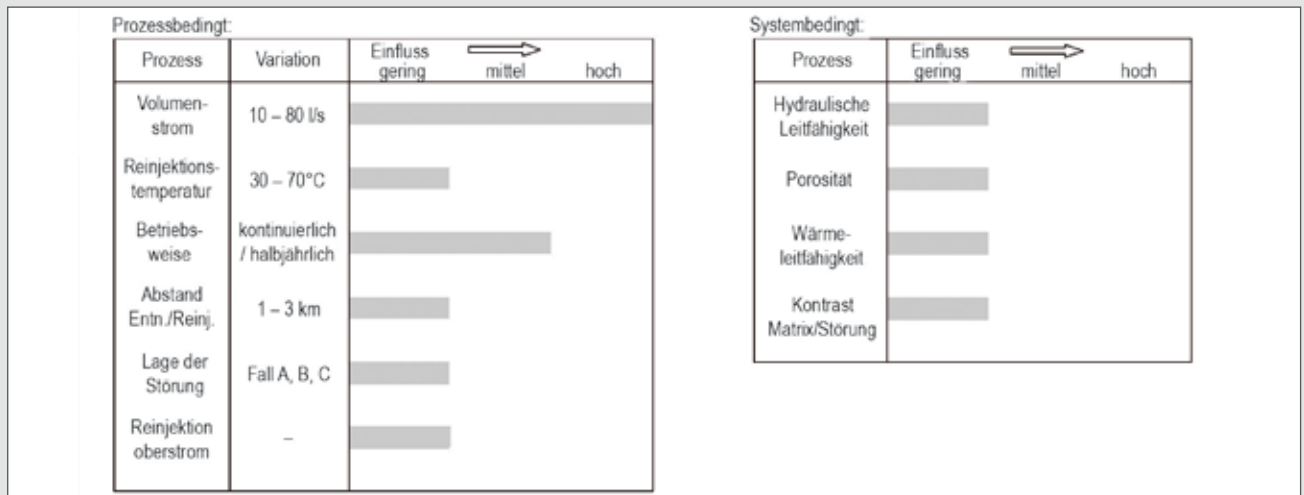 Prozessbedingt:
Prozess Variation Einfluss gering mittel hoch
Volumen-
strom
10 – 80 l/s
Reinjektions-
temperatur
30 – 70°C
Betriebs-
weise
kontinuierlich
/ halbjährlich
Abstand
Entn./Reinj.
1 – 3 km
Lage der
Störung
Fall A, B, C
Reinjektion
oberstrom
–
Systembedingt:
Prozess Einfluss gering mittel hoch
Hydraulische
Leitfähigkeit
Porosität
Wärme-
leitfähigkeit
Kontrast
Matrix/Störung